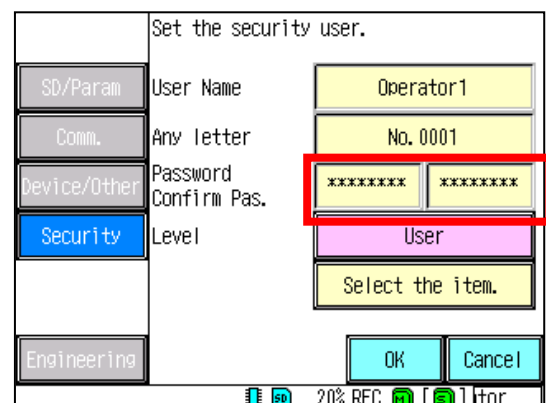 Set the security user.
SD/Param
User Name
Operator1
Comm.
Any letter
No.0001
Device/Other
Password
Confirm Pas.
******** ********
Security
Level
User
Select the item.
Engineering
OK
Cancel
SD 20% REC M [ S ]